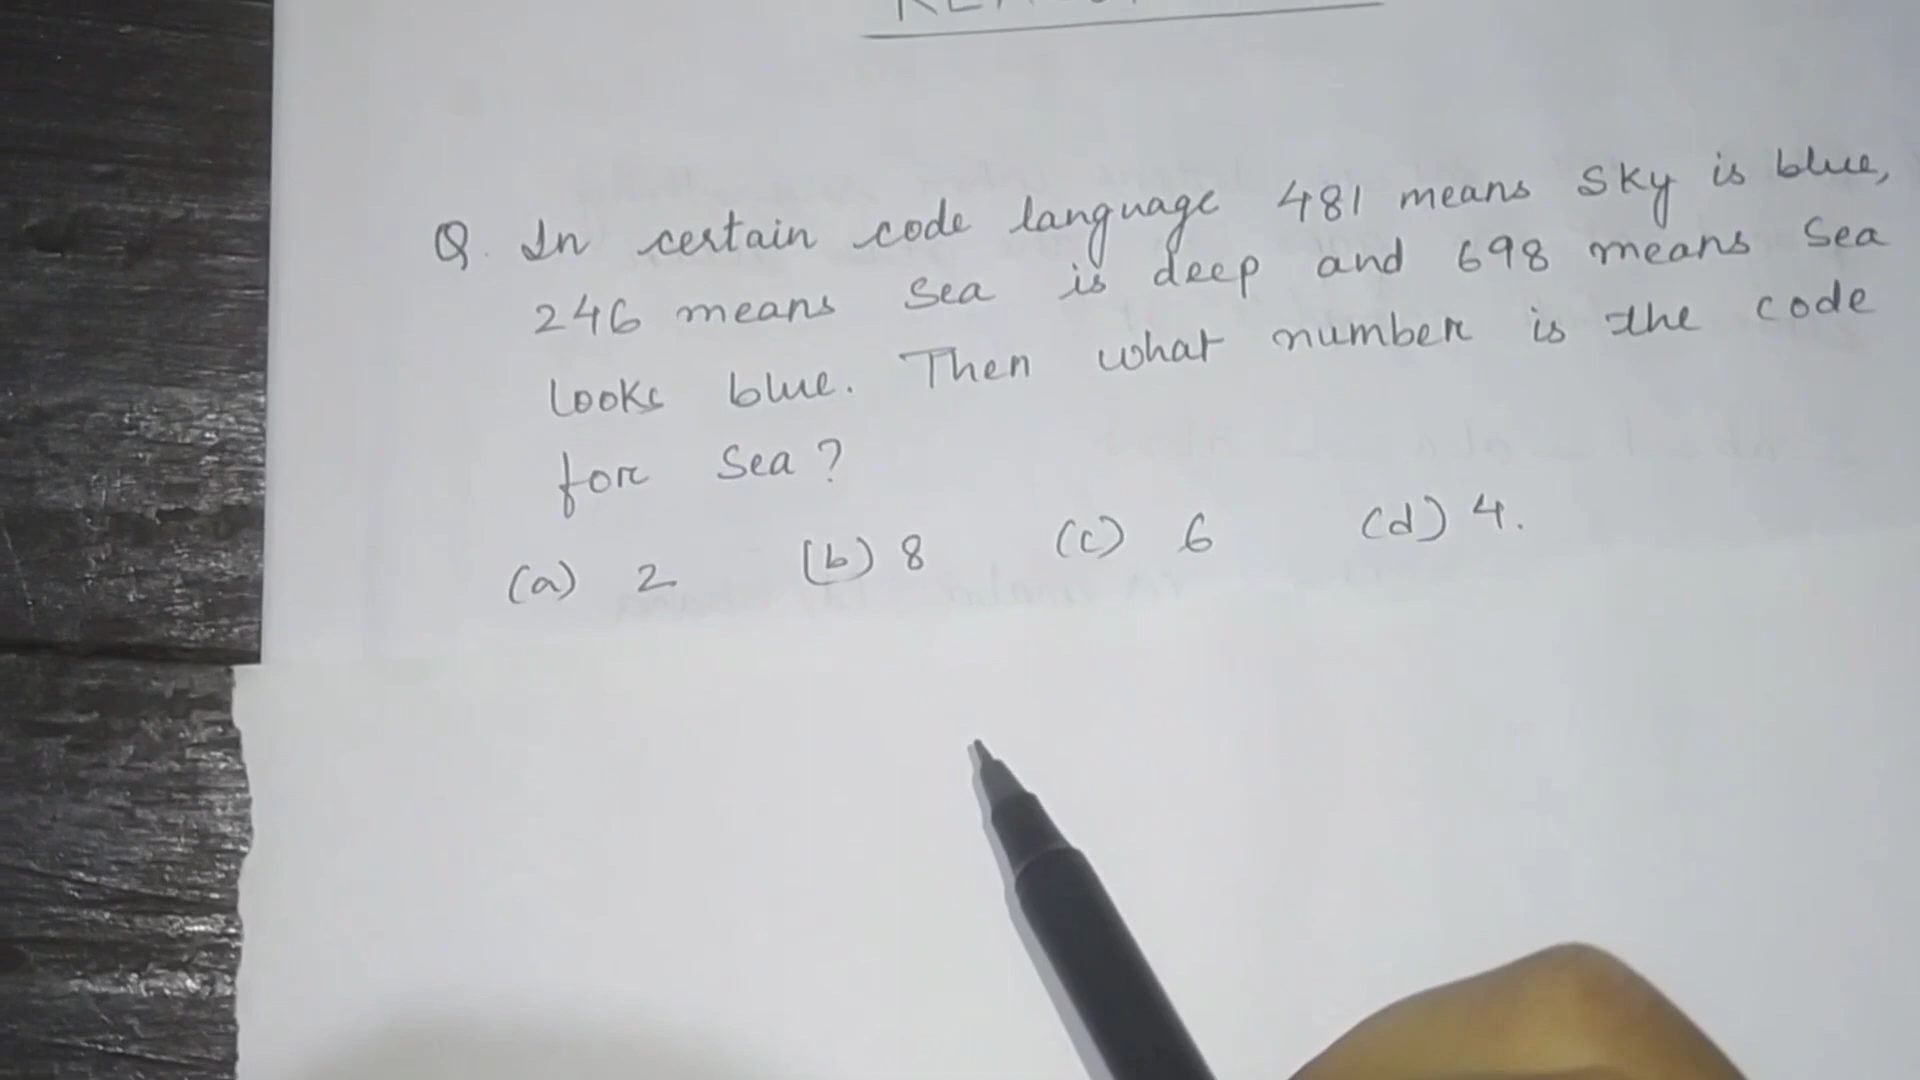 Q. In certain code language 481 means Sky is blue,
246 means Sea is deep and 698 means Sea
looks blue. Then what number is the code
for Sea?
(a) 2 (b) 8 (c) 6 (d) 4.